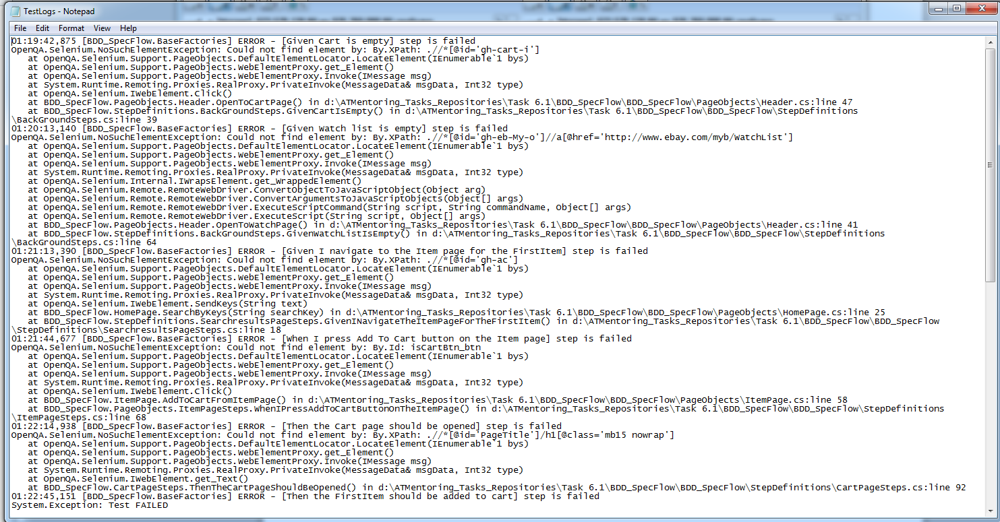 TestLogs - Notepad
File Edit Format View Help
01:19:42,875 [BDD_SpecFlow.BaseFactories] ERROR - [Given Cart is empty] step is failed
OpenQA.Selenium.NoSuchElementException: Could not find element by: By.XPath: .//*[@id='gh-cart-i']
   at OpenQA.Selenium.Support.PageObjects.DefaultElementLocator.LocateElement(IEnumerable`1 bys)
   at OpenQA.Selenium.Support.PageObjects.WebElementProxy.get_Element()
   at OpenQA.Selenium.Support.PageObjects.WebElementProxy.Invoke(IMessage msg)
   at System.Runtime.Remoting.Proxies.RealProxy.PrivateInvoke(MessageData& msgData, Int32 type)
   at OpenQA.Selenium.IWebElement.Click()
   at BDD_SpecFlow.PageObjects.Header.OpenToCartPage() in d:\ATMentoring_Tasks_Repositories\Task 6.1\BDD_SpecFlow\BDD_SpecFlow\PageObjects\Header.cs:line 47
   at BDD_SpecFlow.StepDefinitions.BackGroundSteps.GivenCartIsEmpty() in d:\ATMentoring_Tasks_Repositories\Task 6.1\BDD_SpecFlow\BDD_SpecFlow\StepDefinitions
\BackGroundSteps.cs:line 39
01:20:13,140 [BDD_SpecFlow.BaseFactories] ERROR - [Given Watch list is empty] step is failed
OpenQA.Selenium.NoSuchElementException: Could not find element by: By.XPath: .//*[@id='gh-eb-My-o']//a[@href='http://www.ebay.com/myb/WatchList']
   at OpenQA.Selenium.Support.PageObjects.DefaultElementLocator.LocateElement(IEnumerable`1 bys)
   at OpenQA.Selenium.Support.PageObjects.WebElementProxy.get_Element()
   at OpenQA.Selenium.Support.PageObjects.WebElementProxy.Invoke(IMessage msg)
   at System.Runtime.Remoting.Proxies.RealProxy.PrivateInvoke(MessageData& msgData, Int32 type)
   at OpenQA.Selenium.Internal.IWrapsElement.get_WrappedElement()
   at OpenQA.Selenium.Remote.RemoteWebDriver.ConvertObjectToJavaScriptObject(Object arg)
   at OpenQA.Selenium.Remote.RemoteWebDriver.ConvertArgumentsToJavaScriptObjects(Object[] args)
   at OpenQA.Selenium.Remote.RemoteWebDriver.ExecuteScriptCommand(String script, String commandName, Object[] args)
   at OpenQA.Selenium.Remote.RemoteWebDriver.ExecuteScript(String script, Object[] args)
   at BDD_SpecFlow.PageObjects.Header.OpenToWatchPage() in d:\ATMentoring_Tasks_Repositories\Task 6.1\BDD_SpecFlow\BDD_SpecFlow\PageObjects\Header.cs:line 41
   at BDD_SpecFlow.StepDefinitions.BackGroundSteps.GivenWatchListIsEmpty() in d:\ATMentoring_Tasks_Repositories\Task 6.1\BDD_SpecFlow\BDD_SpecFlow\StepDefinitions
\BackGroundSteps.cs:line 64
01:21:13,390 [BDD_SpecFlow.BaseFactories] ERROR - [Given I navigate to the Item page for the FirstItem] step is failed
OpenQA.Selenium.NoSuchElementException: Could not find element by: By.XPath: .//*[@id='gh-ac']
   at OpenQA.Selenium.Support.PageObjects.DefaultElementLocator.LocateElement(IEnumerable`1 bys)
   at OpenQA.Selenium.Support.PageObjects.WebElementProxy.get_Element()
   at OpenQA.Selenium.Support.PageObjects.WebElementProxy.Invoke(IMessage msg)
   at System.Runtime.Remoting.Proxies.RealProxy.PrivateInvoke(MessageData& msgData, Int32 type)
   at OpenQA.Selenium.IWebElement.SendKeys(String text)
   at BDD_SpecFlow.HomePage.SearchByKeys(String searchKey) in d:\ATMentoring_Tasks_Repositories\Task 6.1\BDD_SpecFlow\BDD_SpecFlow\PageObjects\HomePage.cs:line 25
   at BDD_SpecFlow.StepDefinitions.SearchresultsPageSteps.GivenINavigateTheItemPageForTheFirstItem() in d:\ATMentoring_Tasks_Repositories\Task 6.1\BDD_SpecFlow\BDD_SpecFlow
\StepDefinitions\SearchresultsPageSteps.cs:line 18
01:21:44,677 [BDD_SpecFlow.BaseFactories] ERROR - [When I press Add To Cart button on the Item page] step is failed
OpenQA.Selenium.NoSuchElementException: Could not find element by: By.Id: isCartBtn_btn
   at OpenQA.Selenium.Support.PageObjects.DefaultElementLocator.LocateElement(IEnumerable`1 bys)
   at OpenQA.Selenium.Support.PageObjects.WebElementProxy.get_Element()
   at OpenQA.Selenium.Support.PageObjects.WebElementProxy.Invoke(IMessage msg)
   at System.Runtime.Remoting.Proxies.RealProxy.PrivateInvoke(MessageData& msgData, Int32 type)
   at OpenQA.Selenium.IWebElement.Click()
   at BDD_SpecFlow.ItemPage.AddToCartFromItemPage() in d:\ATMentoring_Tasks_Repositories\Task 6.1\BDD_SpecFlow\BDD_SpecFlow\PageObjects\ItemPage.cs:line 58
   at BDD_SpecFlow.PageObjects.ItemPageSteps.WhenIPressAddToCartButtonOnTheItemPage() in d:\ATMentoring_Tasks_Repositories\Task 6.1\BDD_SpecFlow\BDD_SpecFlow\StepDefinitions
\ItemPageSteps.cs:line 68
01:22:14,938 [BDD_SpecFlow.BaseFactories] ERROR - [Then the Cart page should be opened] step is failed
OpenQA.Selenium.NoSuchElementException: Could not find element by: By.XPath: .//*[@id='PageTitle']/h1[@class='mb15 nowrap']
   at OpenQA.Selenium.Support.PageObjects.DefaultElementLocator.LocateElement(IEnumerable`1 bys)
   at OpenQA.Selenium.Support.PageObjects.WebElementProxy.get_Element()
   at OpenQA.Selenium.Support.PageObjects.WebElementProxy.Invoke(IMessage msg)
   at System.Runtime.Remoting.Proxies.RealProxy.PrivateInvoke(MessageData& msgData, Int32 type)
   at OpenQA.Selenium.IWebElement.get_Text()
   at BDD_SpecFlow.CartPageSteps.ThenTheCartPageShouldBeOpened() in d:\ATMentoring_Tasks_Repositories\Task 6.1\BDD_SpecFlow\BDD_SpecFlow\StepDefinitions\CartPageSteps.cs:line 92
01:22:45,151 [BDD_SpecFlow.BaseFactories] ERROR - [Then the FirstItem should be added to cart] step is failed
System.Exception: Test FAILED